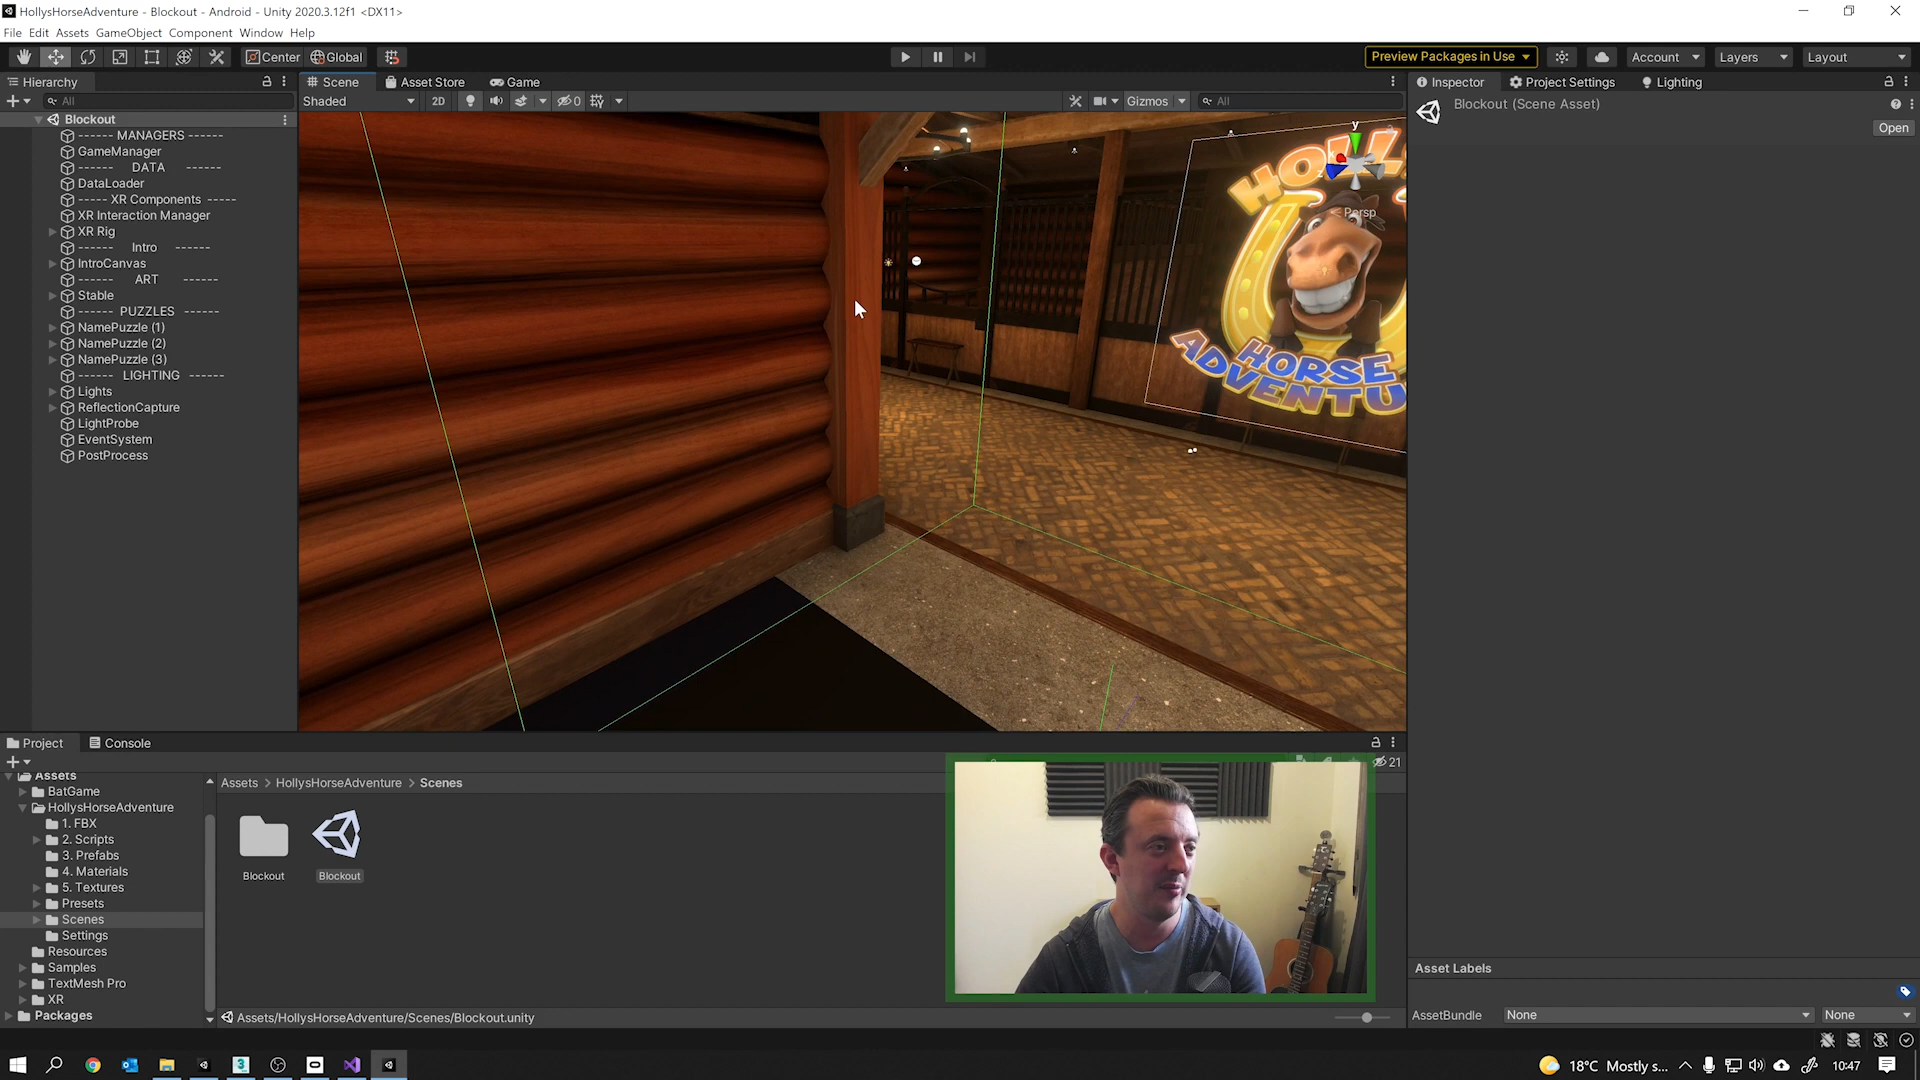 HollysHorseAdventure - Blockout - Android - Unity 2020.3.12f1 <DX11>
File Edit Assets GameObject Component Window Help
Center Global Preview Packages in Use Account Layers Layout
Hierarchy Scene Asset Store Game Inspector Project Settings Lighting
All Shaded 2D 0 Gizmos All Blockout (Scene Asset)
Open
Blockout
------ MANAGERS ------
GameManager
------ DATA ------
DataLoader
----- XR Components -----
XR Interaction Manager
XR Rig
------ Intro ------
IntroCanvas
------ ART ------
Stable
------ PUZZLES ------
NamePuzzle (1)
NamePuzzle (2)
NamePuzzle (3)
------ LIGHTING ------
Lights
ReflectionCapture
LightProbe
EventSystem
PostProcess
y
< Persp
HORSE
Project Console
21
Assets
BatGame
HollysHorseAdventure
1. FBX
2. Scripts
3. Prefabs
4. Materials
5. Textures
Presets
Scenes
Settings
Resources
Samples
TextMesh Pro
XR
Packages
Assets > HollysHorseAdventure > Scenes
Blockout Blockout
Assets/HollysHorseAdventure/Scenes/Blockout.unity
Asset Labels
AssetBundle None None
18°C Mostly s... 10:47